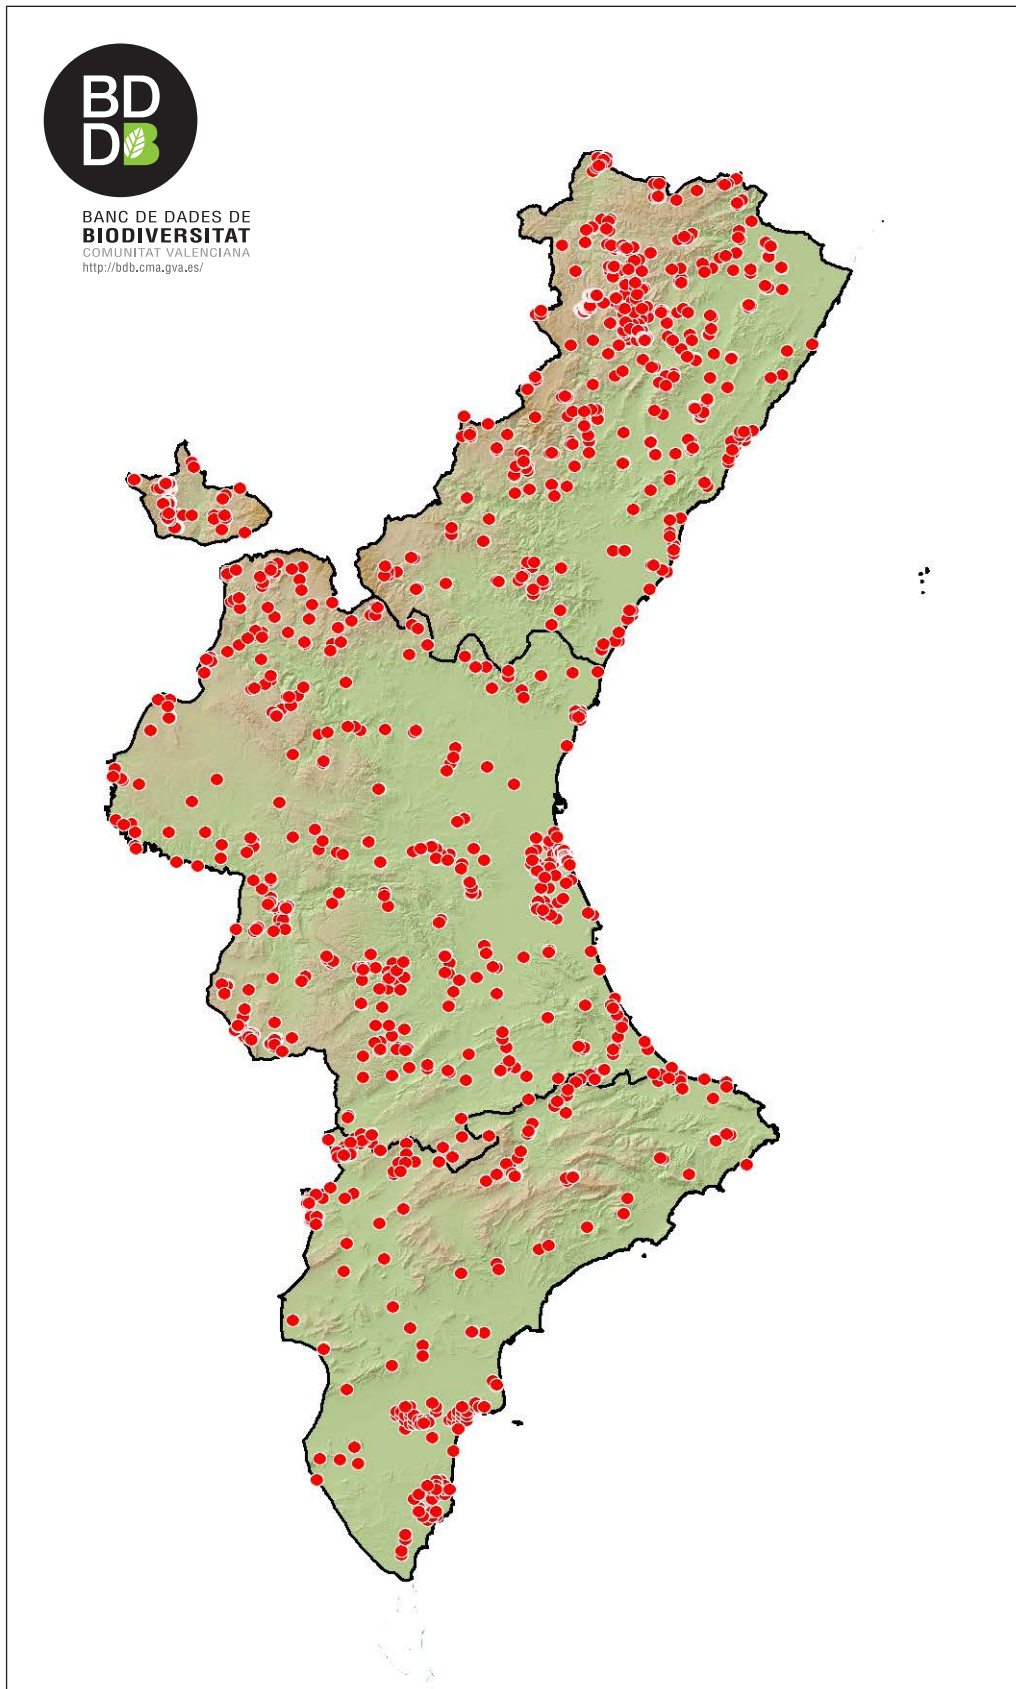 BD
DB
BANC DE DADES DE
BIODIVERSITAT
COMUNITAT VALENCIANA
http://bdb.cma.gva.es/